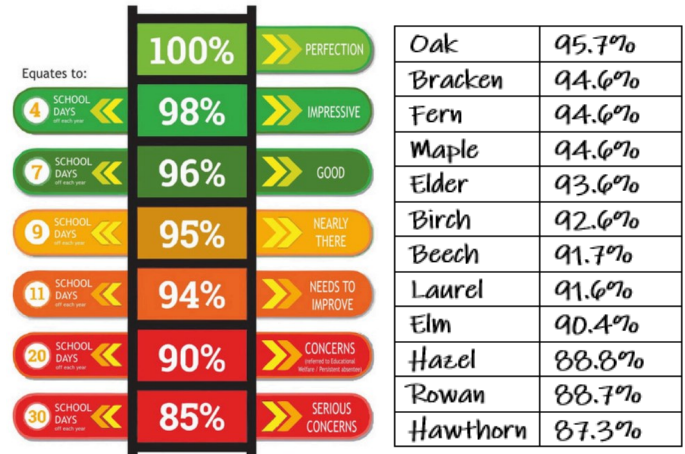 100%
PERFECTION
Equates to:
4 SCHOOL
DAYS
off each year
98%
IMPRESSIVE
7 SCHOOL
DAYS
off each year
96%
GOOD
9 SCHOOL
DAYS
off each year
95%
NEARLY
THERE
11 SCHOOL
DAYS
off each year
94%
NEEDS TO
IMPROVE
20 SCHOOL
DAYS
off each year
90%
CONCERNS
(referred to Educational
Welfare / Persistent absentee)
30 SCHOOL
DAYS
off each year
85%
SERIOUS
CONCERNS
Oak 95.7%
Bracken 94.6%
Fern 94.6%
Maple 94.6%
Elder 93.6%
Birch 92.6%
Beech 91.7%
Laurel 91.6%
Elm 90.4%
Hazel 88.8%
Rowan 88.7%
Hawthorn 87.3%